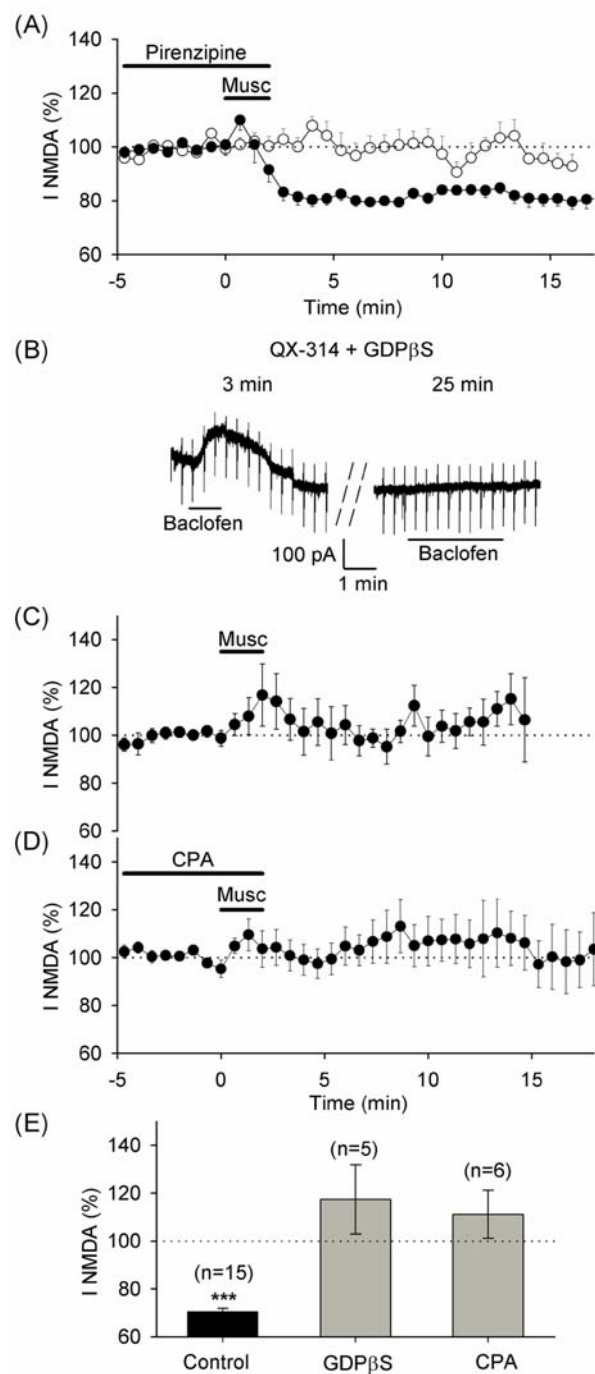 (A)
Pirenzipine
Musc
I NMDA (%)
140
120
100
80
60
-5 0 5 10 15
Time (min)
(B)
QX-314 + GDPβS
3 min 25 min
Baclofen
Baclofen
100 pA
1 min
(C)
Musc
I NMDA (%)
140
120
100
80
60
(D)
CPA
Musc
I NMDA (%)
140
120
100
80
60
-5 0 5 10 15
Time (min)
(E)
I NMDA (%)
140
120
100
80
60
(n=15)
***
(n=5)
(n=6)
Control GDPβS CPA